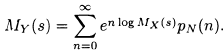 M_Y(s) = \sum_{n=0}^{\infty} e^{n \log M_X(s)} p_N(n).